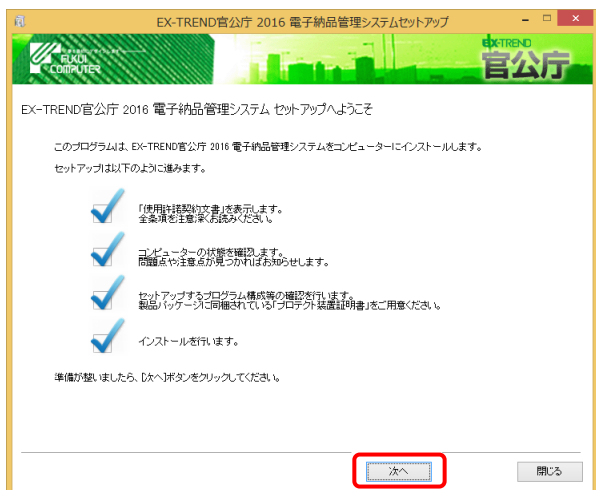 EX-TREND官公庁 2016 電子納品管理システムセットアップ
FUKUI
COMPUTER
EX-TREND
官公庁
EX-TREND官公庁 2016 電子納品管理システム セットアップへようこそ
このプログラムは、EX-TREND官公庁 2016 電子納品管理システムをコンピューターにインストールします。
セットアップは以下のように進みます。
「使用許諾契約文書」を表示します。
全条項を注意深くお読みください。
コンピューターの状態を確認します。
問題点や注意点が見つかればお知らせします。
セットアップするプログラム構成等の確認を行います。
製品パッケージに同梱されている「プロテクト装置証明書」をご用意ください。
インストールを行います。
準備が整いましたら、[次へ]ボタンをクリックしてください。
次へ
閉じる